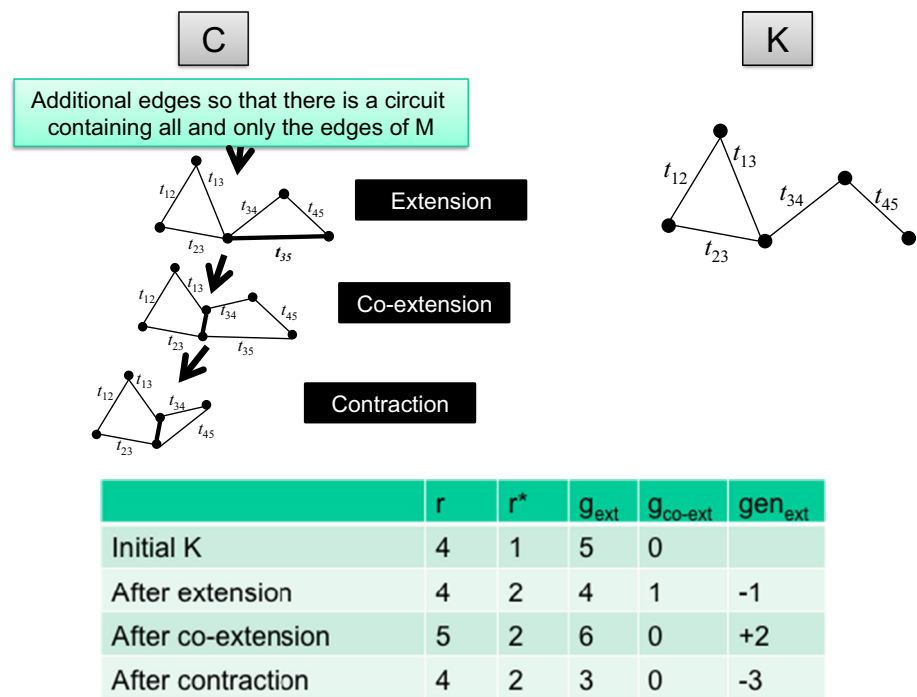 C
K
Additional edges so that there is a circuit
containing all and only the edges of M
t12 t13 t34 t45 t23 t35
Extension
t12 t13 t34 t45 t23
t12 t13 t34 t45 t23 t35
Co-extension
t12 t13 t34 t45 t23
Contraction
r r* gext gco-ext genext
Initial K 4 1 5 0
After extension 4 2 4 1 -1
After co-extension 5 2 6 0 +2
After contraction 4 2 3 0 -3